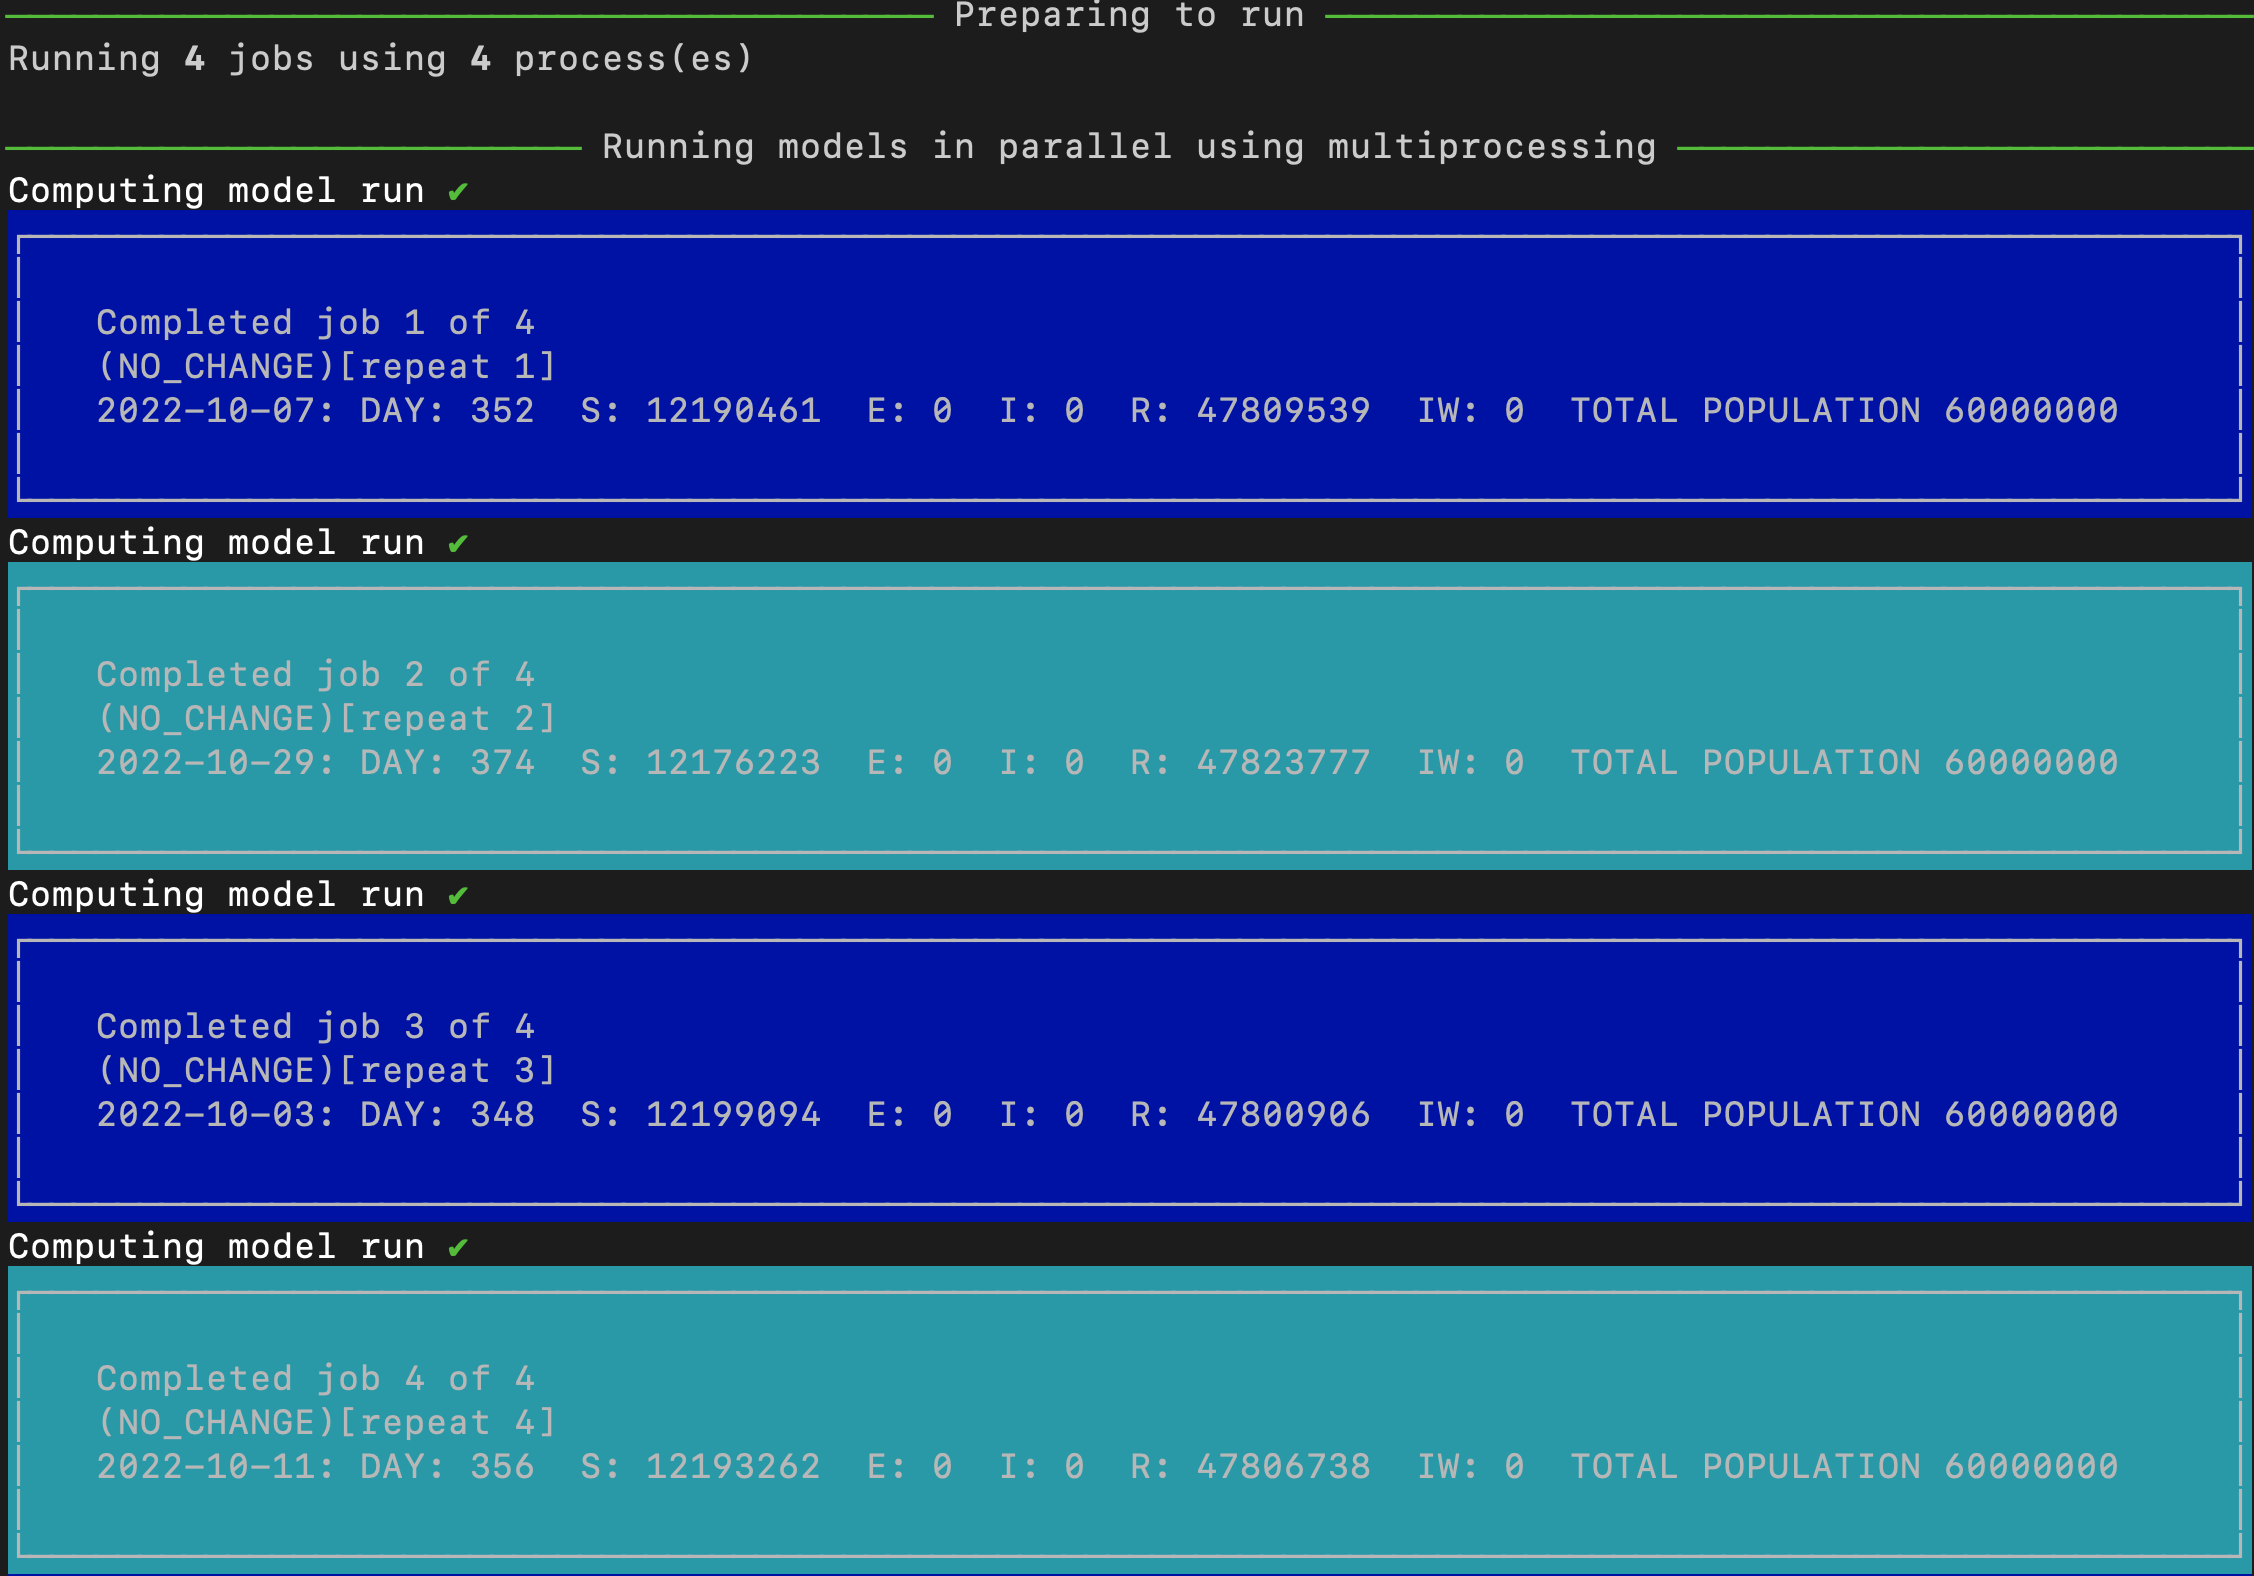 Preparing to run
Running 4 jobs using 4 process(es)
Running models in parallel using multiprocessing
Computing model run ✔
Completed job 1 of 4
(NO_CHANGE)[repeat 1]
2022-10-07: DAY: 352  S: 12190461  E: 0  I: 0  R: 47809539  IW: 0  TOTAL POPULATION 60000000
Computing model run ✔
Completed job 2 of 4
(NO_CHANGE)[repeat 2]
2022-10-29: DAY: 374  S: 12176223  E: 0  I: 0  R: 47823777  IW: 0  TOTAL POPULATION 60000000
Computing model run ✔
Completed job 3 of 4
(NO_CHANGE)[repeat 3]
2022-10-03: DAY: 348  S: 12199094  E: 0  I: 0  R: 47800906  IW: 0  TOTAL POPULATION 60000000
Computing model run ✔
Completed job 4 of 4
(NO_CHANGE)[repeat 4]
2022-10-11: DAY: 356  S: 12193262  E: 0  I: 0  R: 47806738  IW: 0  TOTAL POPULATION 60000000